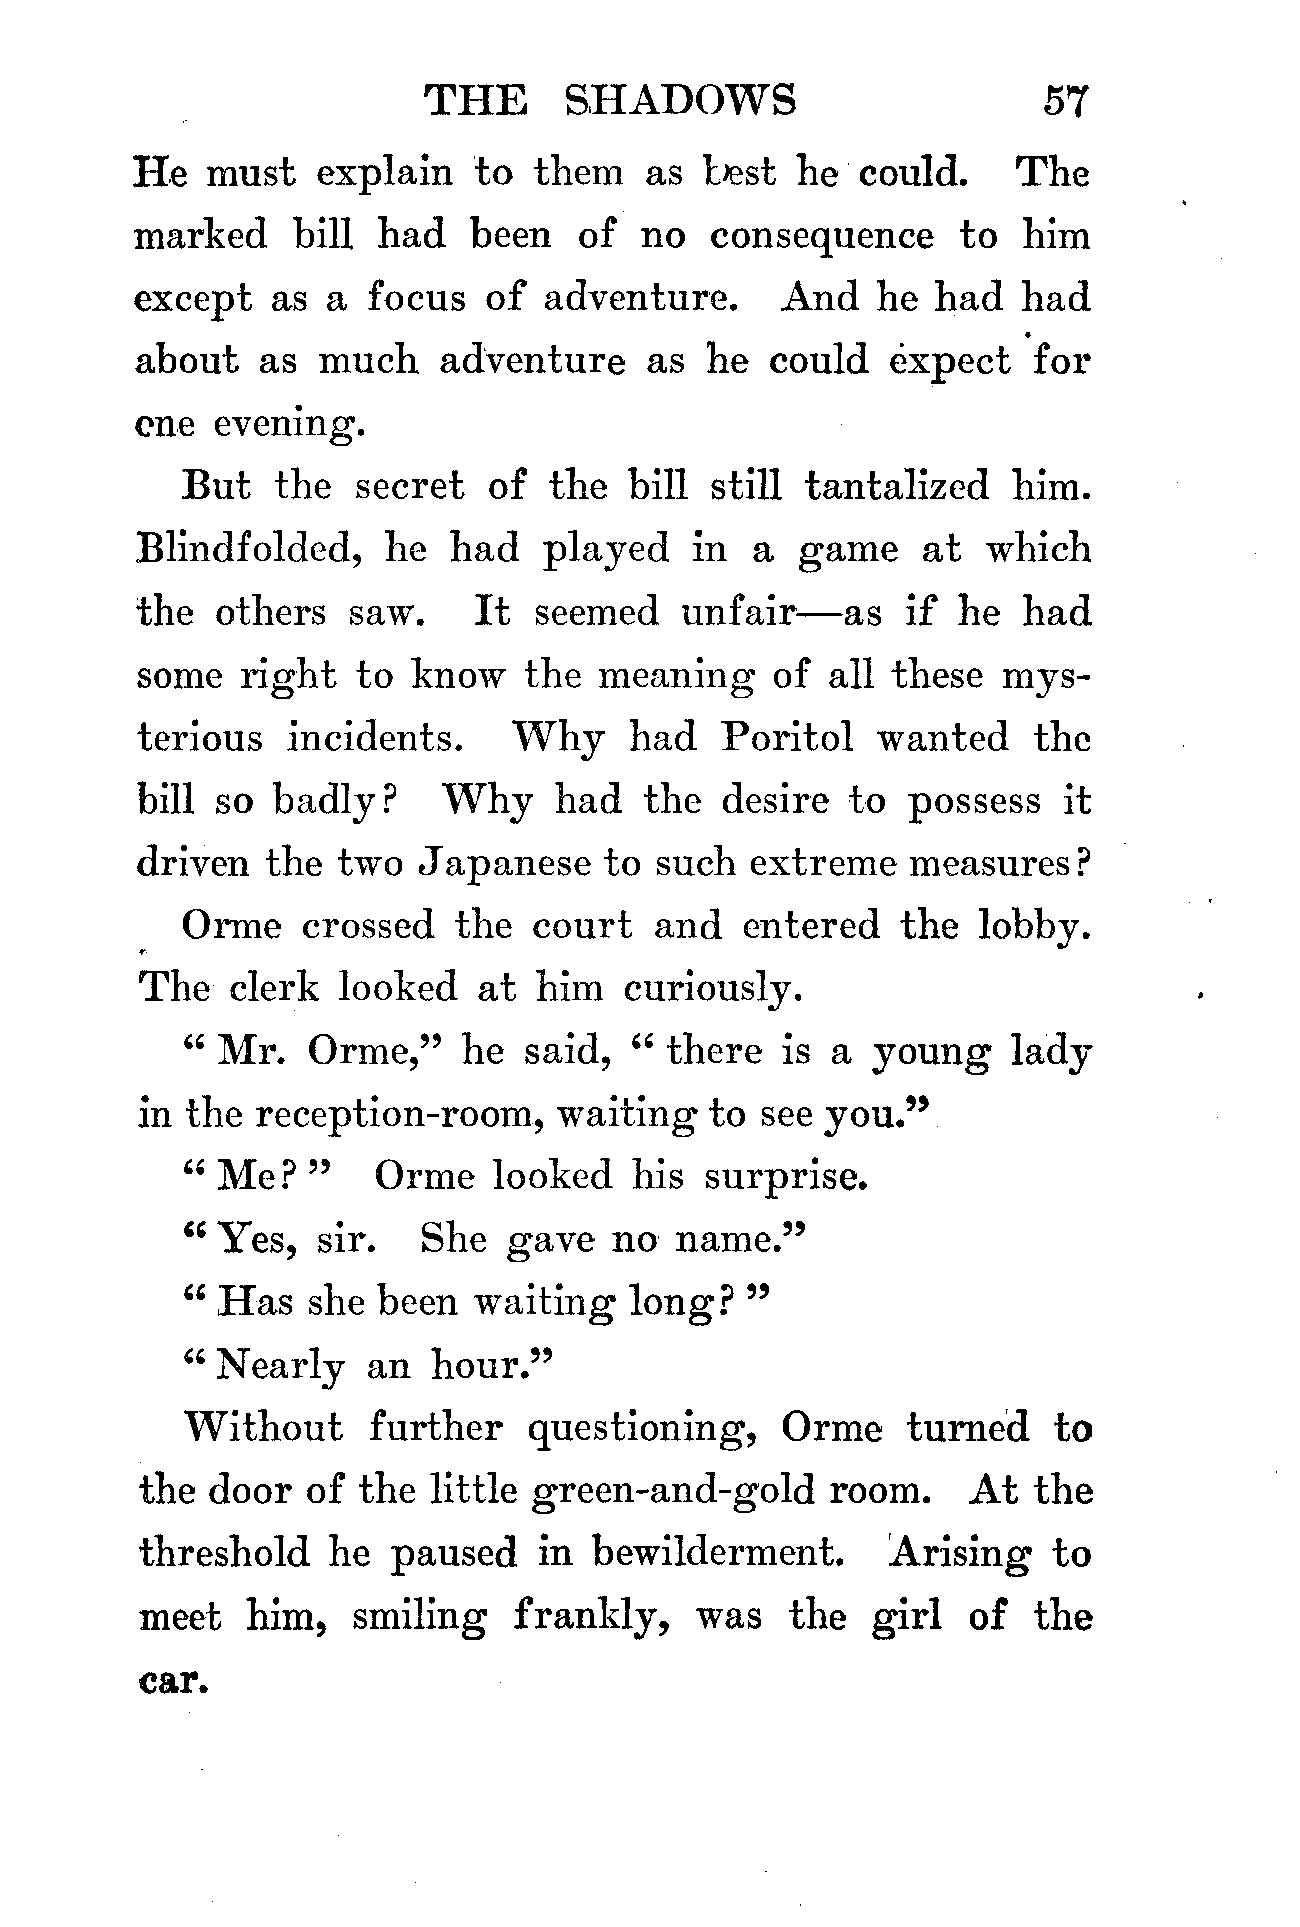 THE SHADOWS 57
He must explain to them as best he could. The
marked bill had been of no consequence to him
except as a focus of adventure. And he had had
about as much adventure as he could expect for
one evening.
But the secret of the bill still tantalized him.
Blindfolded, he had played in a game at which
the others saw. It seemed unfair—as if he had
some right to know the meaning of all these mys-
terious incidents. Why had Poritol wanted the
bill so badly? Why had the desire to possess it
driven the two Japanese to such extreme measures?
Orme crossed the court and entered the lobby.
The clerk looked at him curiously.
“ Mr. Orme,” he said, “ there is a young lady
in the reception-room, waiting to see you.”
“ Me? ” Orme looked his surprise.
“ Yes, sir. She gave no name.”
“ Has she been waiting long? ”
“ Nearly an hour.”
Without further questioning, Orme turned to
the door of the little green-and-gold room. At the
threshold he paused in bewilderment. Arising to
meet him, smiling frankly, was the girl of the
car.